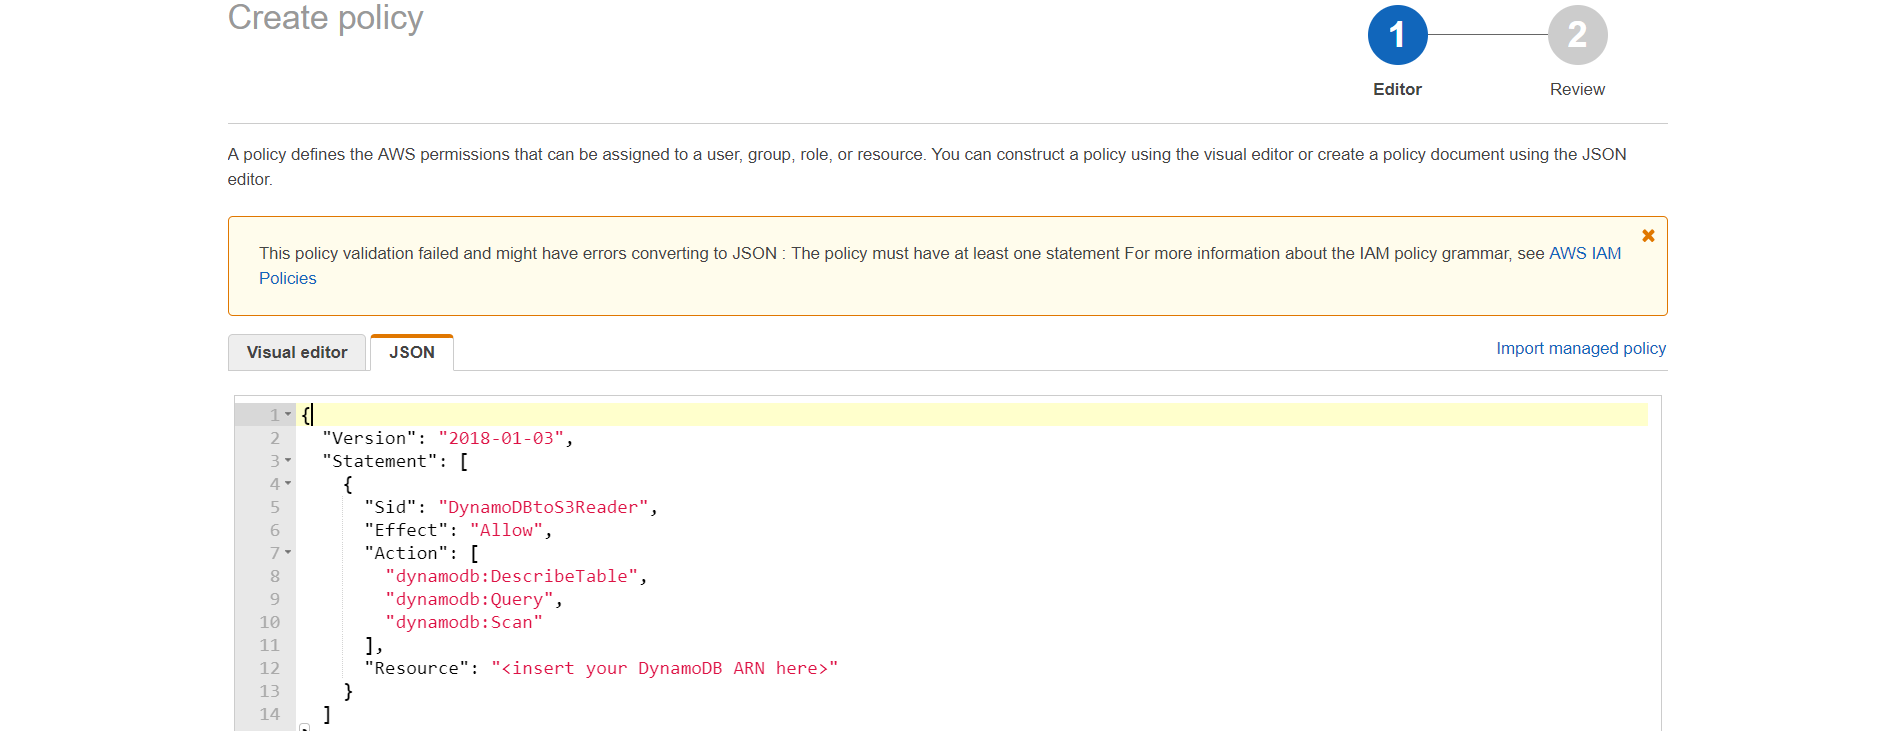 Create policy
1
2
Editor
Review
A policy defines the AWS permissions that can be assigned to a user, group, role, or resource. You can construct a policy using the visual editor or create a policy document using the JSON
editor.
This policy validation failed and might have errors converting to JSON : The policy must have at least one statement For more information about the IAM policy grammar, see AWS IAM
Policies
Visual editor
JSON
Import managed policy
1 {
2 "Version": "2018-01-03",
3 "Statement": [
4 {
5 "Sid": "DynamoDBtoS3Reader",
6 "Effect": "Allow",
7 "Action": [
8 "dynamodb:DescribeTable",
9 "dynamodb:Query",
10 "dynamodb:Scan"
11 ],
12 "Resource": "<insert your DynamoDB ARN here>"
13 }
14 ]